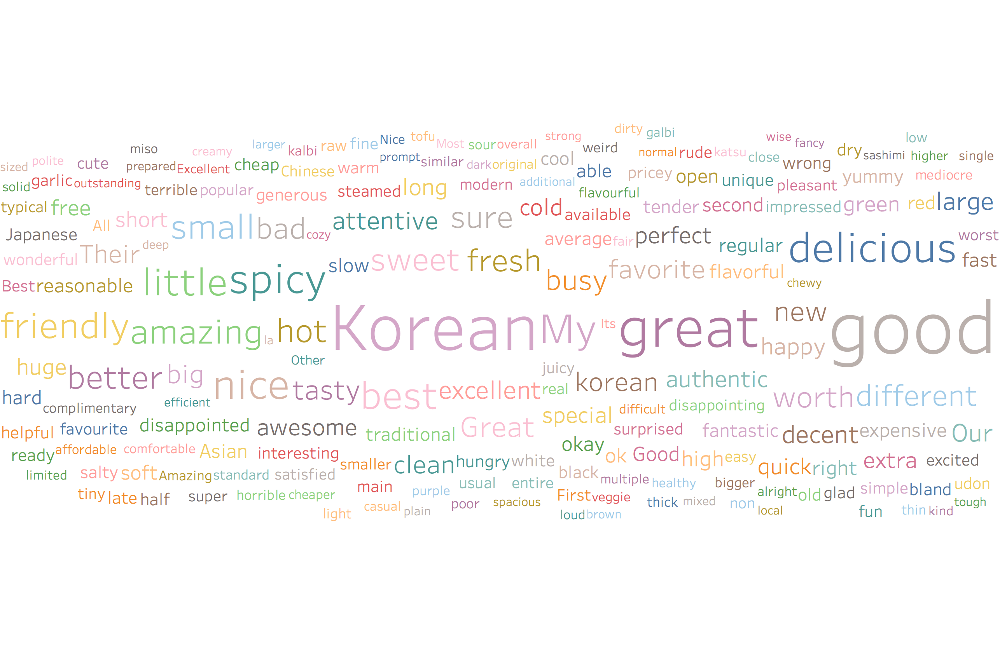 dirty galbi
larger Nice tofu Most sour overall strong wise fancy low
miso creamy kalbi raw fine weird normal rude katsu close dry sashimi higher single
sized polite cute prepared Excellent cheap Chinese warm prompt similar dark original cool able pricey open unique wrong yummy mediocre
solid garlic outstanding terrible popular generous steamed long modern additional flavourful pleasant
typical free short small bad attentive sure cold available tender second impressed green red large
Japanese All cozy average fair perfect regular delicious worst
wonderful Their deep slow sweet fresh busy favorite flavorful fast
Best reasonable little spicy chewy
friendly amazing la hot Korean My Its great new happy good
Other
huge better big nice tasty best excellent juicy real korean authentic worth different
hard complimentary efficient special difficult disappointing
helpful favourite disappointed awesome traditional Great surprised fantastic decent expensive Our
ready affordable comfortable Asian interesting okay ok Good high easy
limited salty soft Amazing standard satisfied smaller clean hungry white black quick right extra excited
tiny late half super horrible cheaper main purple usual entire multiple healthy bigger alright old glad simple bland udon
light casual plain poor spacious First veggie thick mixed non local tough
loud brown fun thin kind